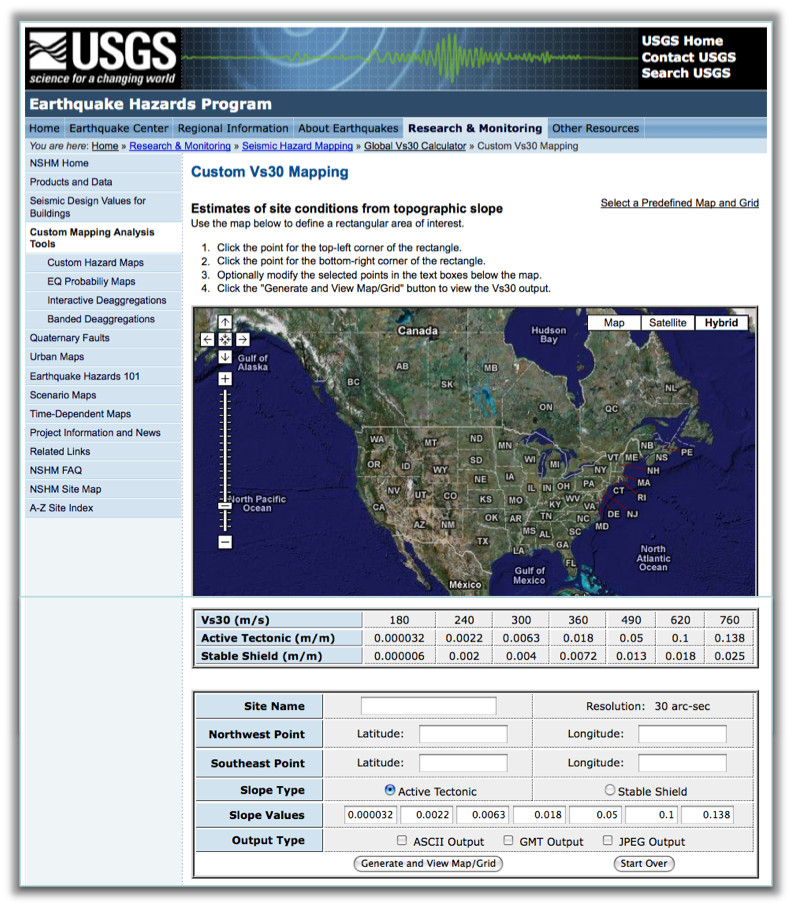 USGS
science for a changing world
USGS Home
Contact USGS
Search USGS
Earthquake Hazards Program
Home Earthquake Center Regional Information About Earthquakes Research & Monitoring Other Resources
You are here: Home » Research & Monitoring » Seismic Hazard Mapping » Global Vs30 Calculator » Custom Vs30 Mapping
NSHM Home
Products and Data
Seismic Design Values for
Buildings
Custom Mapping Analysis
Tools
Custom Hazard Maps
EQ Probabiliy Maps
Interactive Deaggregations
Banded Deaggregations
Quaternary Faults
Urban Maps
Earthquake Hazards 101
Scenario Maps
Time-Dependent Maps
Project Information and News
Related Links
NSHM FAQ
NSHM Site Map
A-Z Site Index
Custom Vs30 Mapping
Select a Predefined Map and Grid
Estimates of site conditions from topographic slope
Use the map below to define a rectangular area of interest.
1. Click the point for the top-left corner of the rectangle.
2. Click the point for the bottom-right corner of the rectangle.
3. Optionally modify the selected points in the text boxes below the map.
4. Click the "Generate and View Map/Grid" button to view the Vs30 output.
Map Satellite Hybrid
Canada
Hudson
Bay
Gulf of
Alaska
BC AB SK MB ON QC NL
WA MT ND MN NB PE
OR ID WY SD WI MI VT ME NS
NY NH
NV UT CO NE IA IL IN OH PA CT MA
CA KS MO KY WV VA RI
AZ NM OK AR TN NC DE NJ
TX MS AL SC MD
LA GA
FL
North Pacific
Ocean
North
Atlantic
Ocean
Gulf of
Mexico
México
Vs30 (m/s) 180 240 300 360 490 620 760
Active Tectonic (m/m) 0.000032 0.0022 0.0063 0.018 0.05 0.1 0.138
Stable Shield (m/m) 0.000006 0.002 0.004 0.0072 0.013 0.018 0.025
Site Name Resolution: 30 arc-sec
Northwest Point Latitude: Longitude:
Southeast Point Latitude: Longitude:
Slope Type Active Tectonic Stable Shield
Slope Values 0.000032 0.0022 0.0063 0.018 0.05 0.1 0.138
Output Type ASCII Output GMT Output JPEG Output
Generate and View Map/Grid Start Over